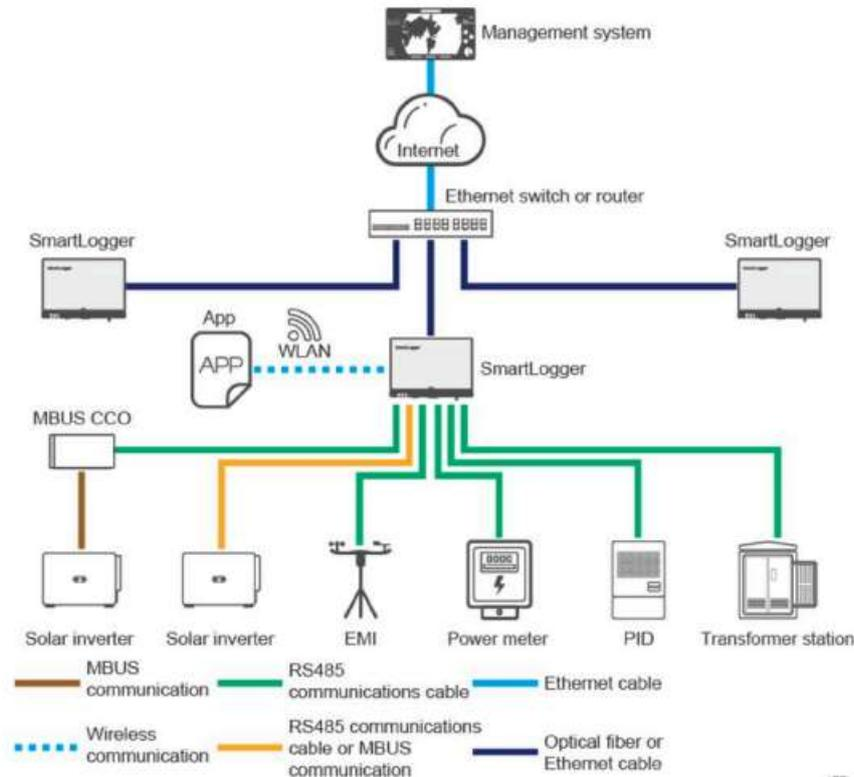 Management system
Internet
Ethernet switch or router
SmartLogger
SmartLogger
App
WLAN
APP
SmartLogger
MBUS CCO
Solar inverter
Solar inverter
EMI
Power meter
PID
Transformer station
MBUS
communication
RS485
communications cable
Ethernet cable
Wireless
communication
RS485 communications
cable or MBUS
communication
Optical fiber or
Ethernet cable